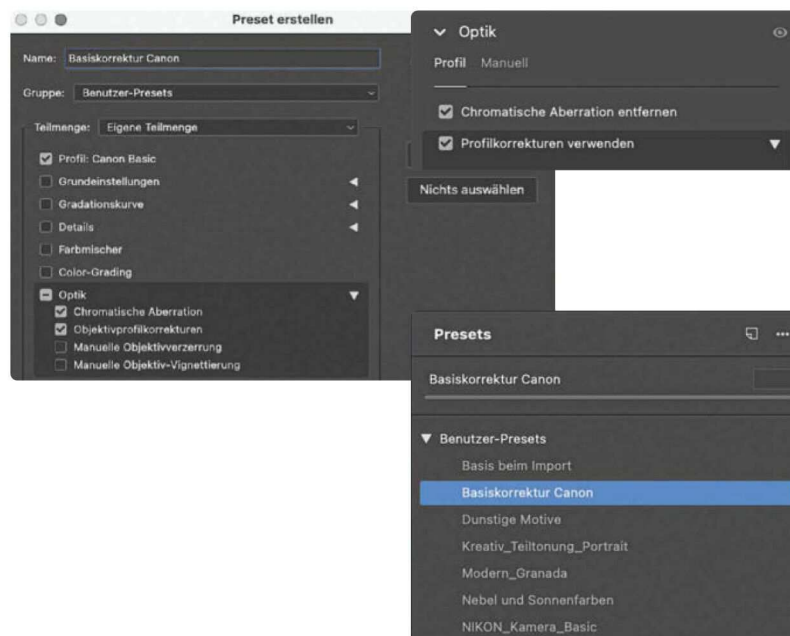 Preset erstellen
Name: Basiskorrektur Canon
Gruppe: Benutzer-Presets
Teilmenge: Eigene Teilmenge
Profil: Canon Basic
Grundeinstellungen
Gradationskurve
Details
Farbmischer
Color-Grading
Optik
Chromatische Aberration
Objektivprofilkorrekturen
Manuelle Objektivverzerrung
Manuelle Objektiv-Vignettierung
Nichts auswählen
Optik
Profil Manuell
Chromatische Aberration entfernen
Profilkorrekturen verwenden
Presets
Basiskorrektur Canon
Benutzer-Presets
Basis beim Import
Basiskorrektur Canon
Dunstige Motive
Kreativ_Teiltonung_Portrait
Modern_Granada
Nebel und Sonnenfarben
NIKON_Kamera_Basic